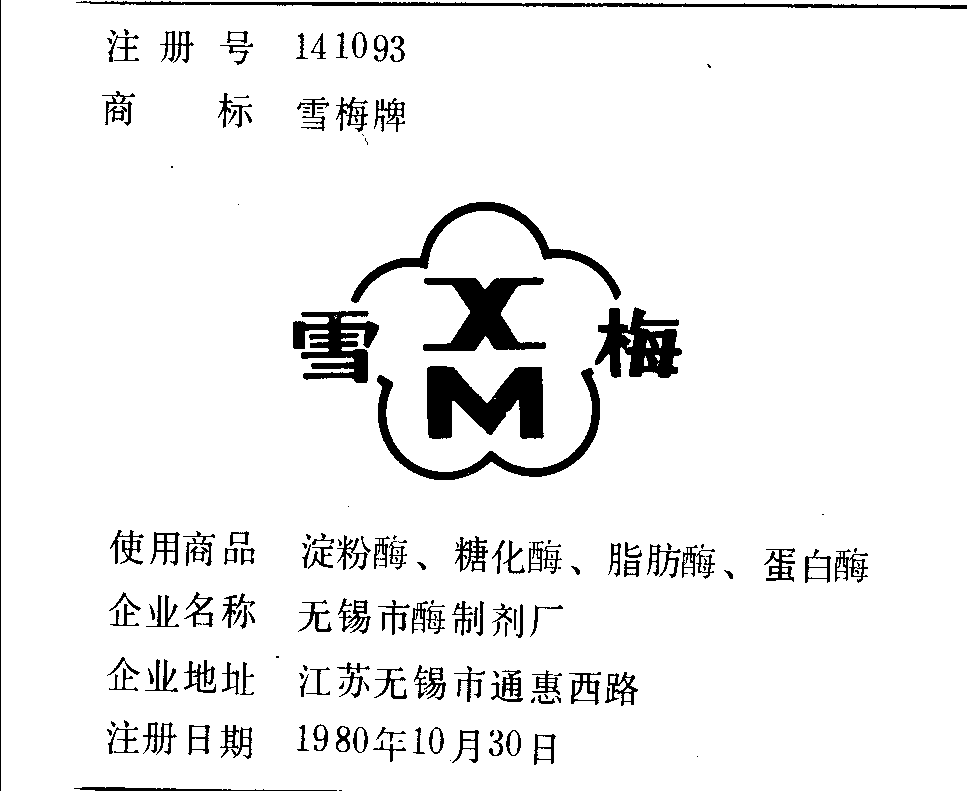 注册号 141093
商标 雪梅牌
X
雪 梅
M
使用商品 淀粉酶、糖化酶、脂肪酶、蛋白酶
企业名称 无锡市酶制剂厂
企业地址 江苏无锡市通惠西路
注册日期 1980年10月30日